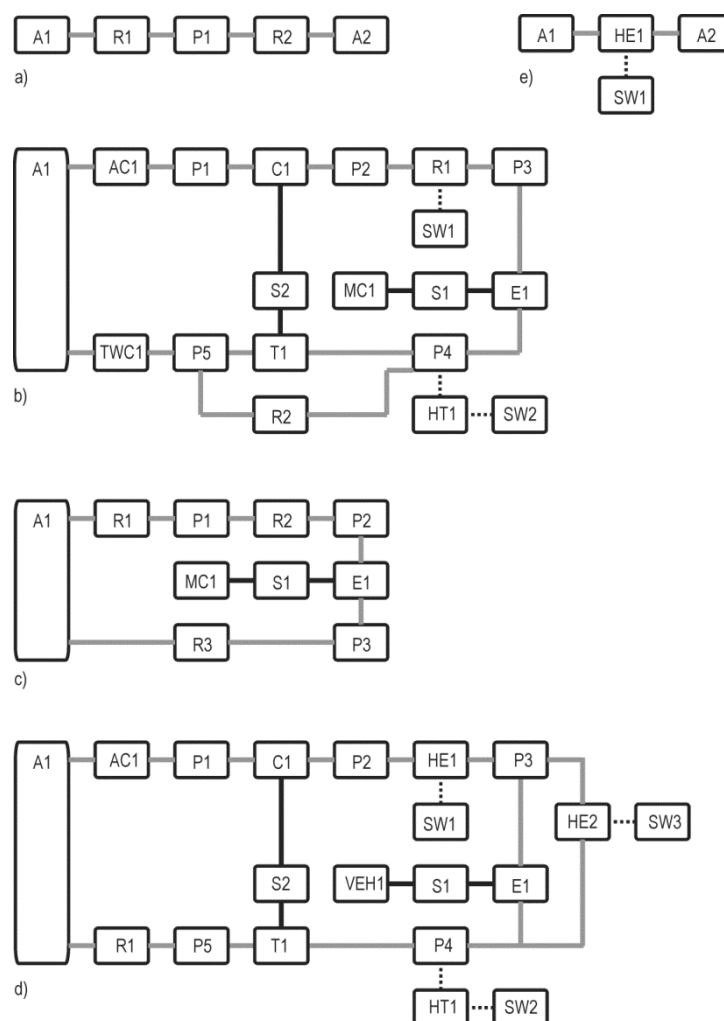 A1 R1 P1 R2 A2
a)
A1 HE1 A2
SW1
e)
A1 AC1 P1 C1 P2 R1 P3
SW1
S2 MC1 S1 E1
TWC1 P5 T1 P4
R2 HT1 SW2
b)
A1 R1 P1 R2 P2
MC1 S1 E1
R3 P3
c)
A1 AC1 P1 C1 P2 HE1 P3
SW1 HE2 SW3
S2 VEH1 S1 E1
R1 P5 T1 P4
d)
HT1 SW2